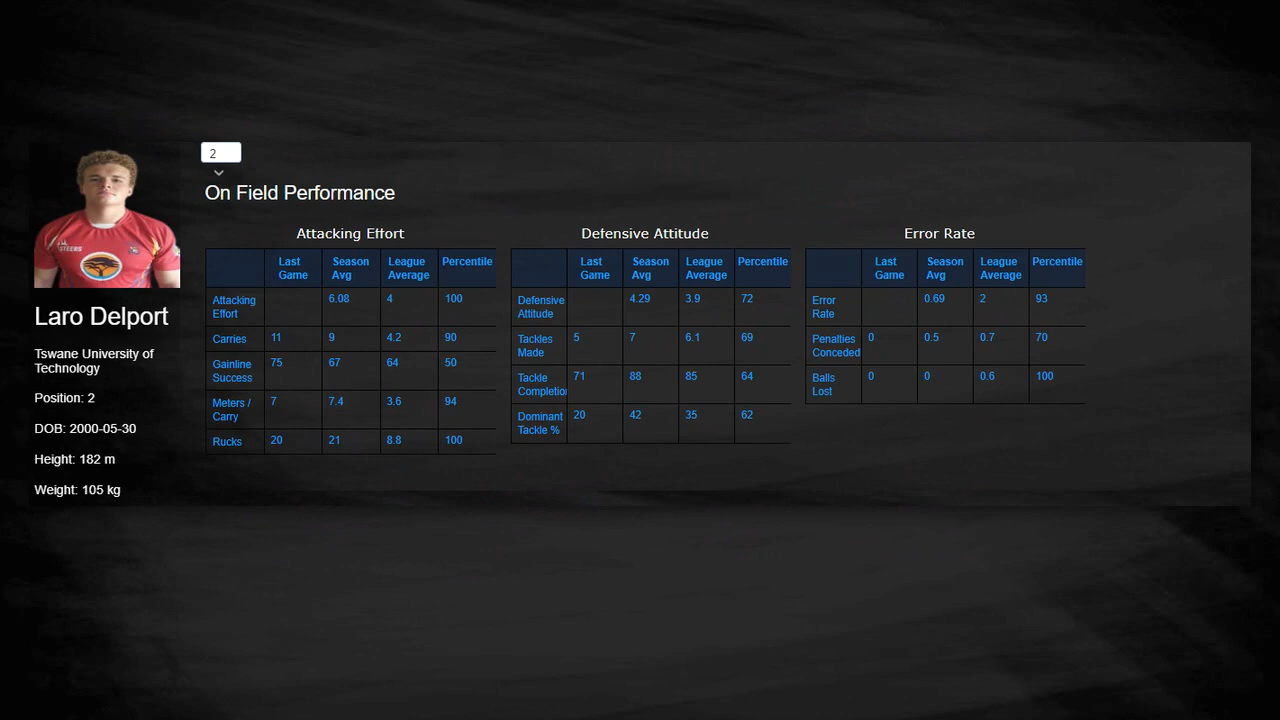 2
On Field Performance
Attacking Effort
Last Game Season Avg League Average Percentile
Attacking Effort 6.08 4 100
Carries 11 9 4.2 90
Gainline Success 75 67 64 50
Meters / Carry 7 7.4 3.6 94
Rucks 20 21 8.8 100
Defensive Attitude
Last Game Season Avg League Average Percentile
Defensive Attitude 4.29 3.9 72
Tackles Made 5 7 6.1 69
Tackle Completion 71 88 85 64
Dominant Tackle % 20 42 35 62
Error Rate
Last Game Season Avg League Average Percentile
Error Rate 0.69 2 93
Penalties Conceded 0 0.5 0.7 70
Balls Lost 0 0 0.6 100
STEERS
Laro Delport
Tswane University of
Technology
Position: 2
DOB: 2000-05-30
Height: 182 m
Weight: 105 kg